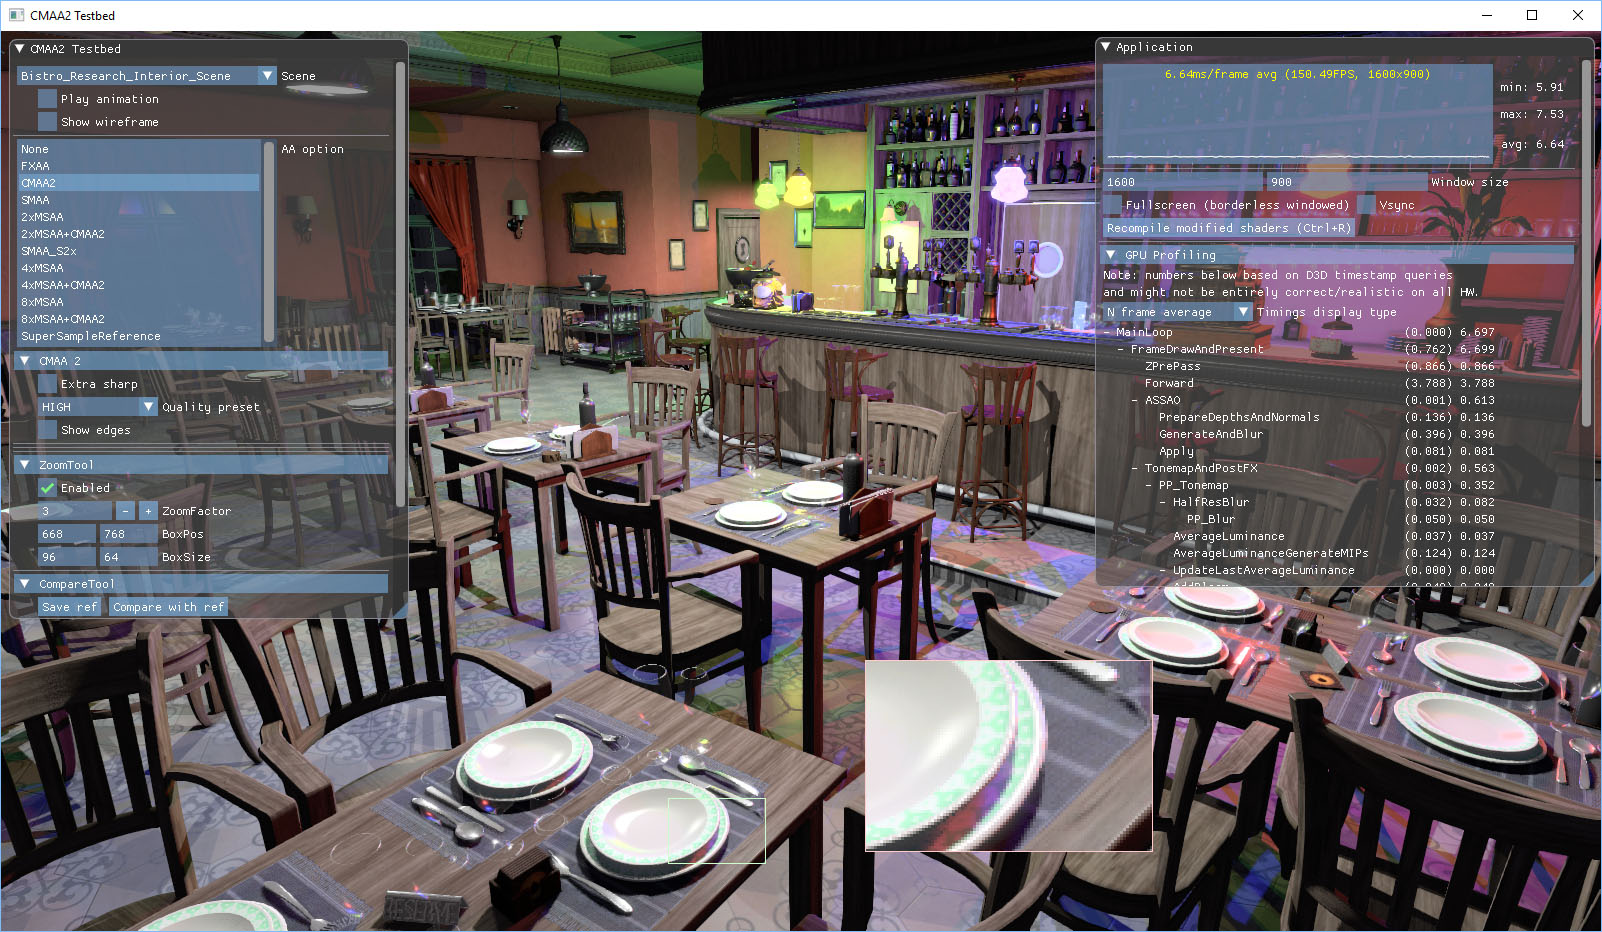 CMAA2 Testbed
CMAA2 Testbed
Bistro_Research_Interior_Scene Scene
Play animation
Show wireframe
None AA option
FXAA
CMAA2
SMAA
2xMSAA
2xMSAA+CMAA2
SMAA_S2x
4xMSAA
4xMSAA+CMAA2
8xMSAA
8xMSAA+CMAA2
SuperSampleReference
CMAA 2
Extra sharp
HIGH Quality preset
Show edges
ZoomTool
Enabled
3 - + ZoomFactor
668 768 BoxPos
96 64 BoxSize
CompareTool
Save ref Compare with ref
Application
6.64ms/frame avg (150.49FPS, 1600x900)
min: 5.91
max: 7.53
avg: 6.64
1600 900 Window size
Fullscreen (borderless windowed) Vsync
Recompile modified shaders (Ctrl+R)
GPU Profiling
Note: numbers below based on D3D timestamp queries
and might not be entirely correct/realistic on all HW.
N frame average Timings display type
- MainLoop (0.000) 6.697
- FrameDrawAndPresent (0.762) 6.699
ZPrePass (0.866) 0.866
Forward (3.788) 3.788
- ASSAO (0.001) 0.613
PrepareDepthsAndNormals (0.136) 0.136
GenerateAndBlur (0.396) 0.396
Apply (0.081) 0.081
- TonemapAndPostFX (0.002) 0.563
- PP_Tonemap (0.003) 0.352
- HalfResBlur (0.032) 0.082
PP_Blur (0.050) 0.050
AverageLuminance (0.037) 0.037
AverageLuminanceGenerateMIPs (0.124) 0.124
- UpdateLastAverageLuminance (0.000) 0.000
RESERVED